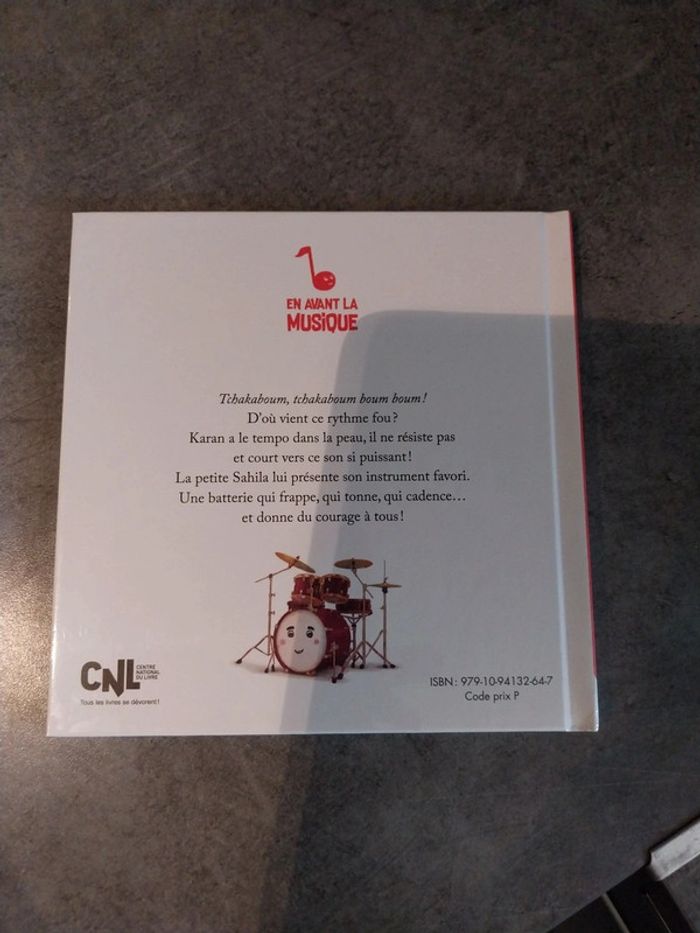 EN AVANT LA
MUSiQUE
Tchakaboum, tchakaboum boum boum !
D'où vient ce rythme fou ?
Karan a le tempo dans la peau, il ne résiste pas
et court vers ce son si puissant !
La petite Sahila lui présente son instrument favori.
Une batterie qui frappe, qui tonne, qui cadence…
et donne du courage à tous !
CNL
CENTRE
NATIONAL
DU LIVRE
Tous les livres se dévorent !
ISBN : 979-10-94132-64-7
Code prix P